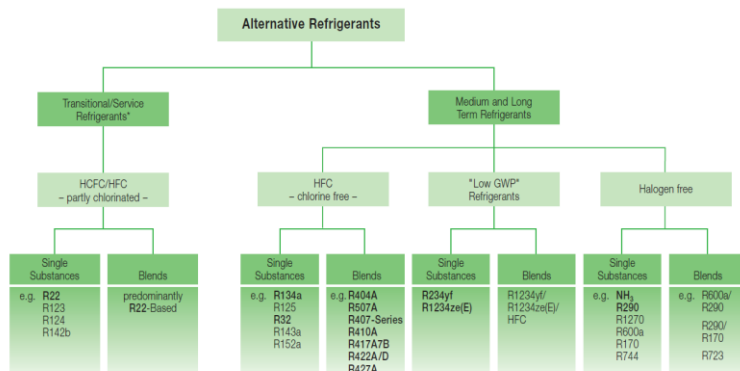 Alternative Refrigerants
Transitional/Service
Refrigerants*
Medium and Long
Term Refrigerants
HCFC/HFC
– partly chlorinated –
HFC
– chlorine free –
"Low GWP"
Refrigerants
Halogen free
Single
Substances
Blends
Single
Substances
Blends
Single
Substances
Blends
Single
Substances
Blends
e.g. R22
R123
R124
R142b
predominantly
R22-Based
e.g. R134a
R125
R32
R143a
R152a
e.g. R404A
R507A
R407-Series
R410A
R417A7B
R422A/D
R427A
R234yf
R1234ze(E)
R1234yf/
R1234ze(E)/
HFC
e.g. NH3
R290
R1270
R600a
R170
R744
e.g. R600a/
R290
R290/
R170
R723